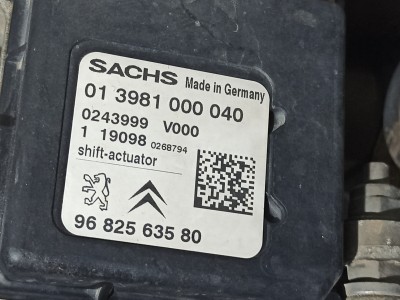 SACHS Made in Germany
01 3981 000 040
0243999 V000
1 19098 0268794
shift-actuator
96 825 635 80